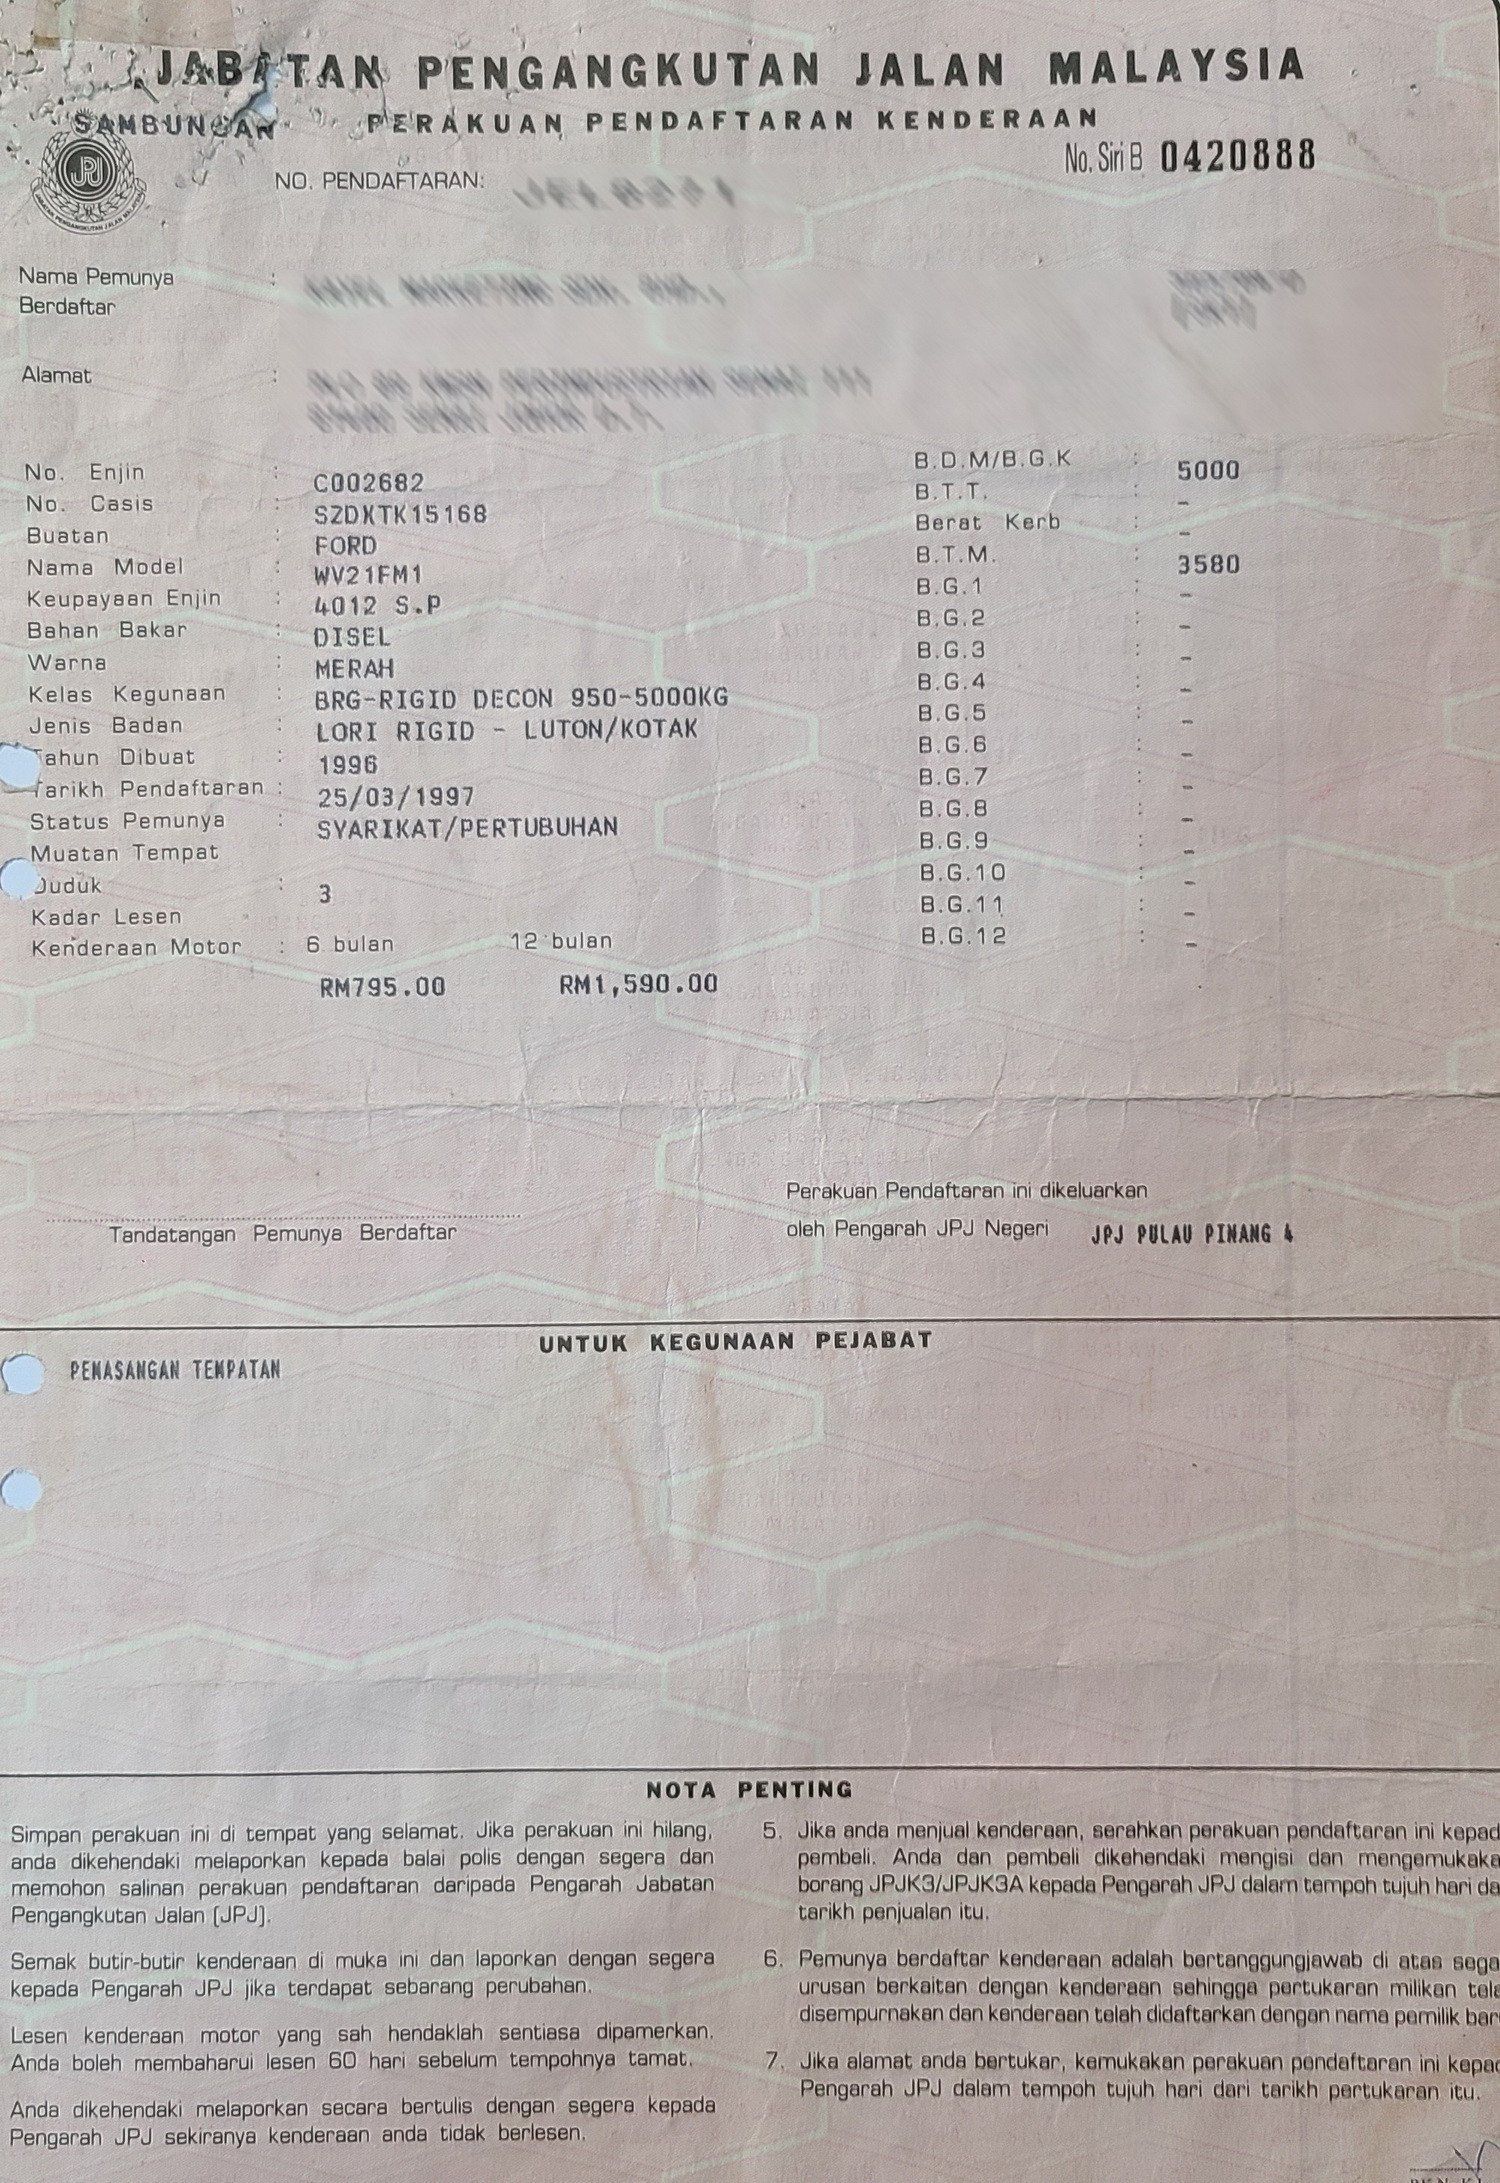 JABATAN PENGANGKUTAN JALAN MALAYSIA
SAMBUNGAN PERAKUAN PENDAFTARAN KENDERAAN
No. Siri B 0420888
NO. PENDAFTARAN:
JPJ
Nama Pemunya :
Berdaftar
Alamat :
No. Enjin : C002682
No. Casis : SZDXTK15168
Buatan : FORD
Nama Model : WV21FM1
Keupayaan Enjin : 4012 S.P
Bahan Bakar : DISEL
Warna : MERAH
Kelas Kegunaan : BRG-RIGID DECON 950-5000KG
Jenis Badan : LORI RIGID - LUTON/KOTAK
Tahun Dibuat : 1996
Tarikh Pendaftaran : 25/03/1997
Status Pemunya : SYARIKAT/PERTUBUHAN
Muatan Tempat
Duduk : 3
Kadar Lesen
Kenderaan Motor : 6 bulan 12 bulan
RM795.00 RM1,590.00
B.D.M/B.G.K : 5000
B.T.T. : -
Berat Kerb : -
B.T.M. : 3580
B.G.1 : -
B.G.2 : -
B.G.3 : -
B.G.4 : -
B.G.5 : -
B.G.6 : -
B.G.7 : -
B.G.8 : -
B.G.9 : -
B.G.10 : -
B.G.11 : -
B.G.12 : -
Tandatangan Pemunya Berdaftar
Perakuan Pendaftaran ini dikeluarkan
oleh Pengarah JPJ Negeri JPJ PULAU PINANG 4
UNTUK KEGUNAAN PEJABAT
PEMASANGAN TEMPATAN
NOTA PENTING
Simpan perakuan ini di tempat yang selamat. Jika perakuan ini hilang,
anda dikehendaki melaporkan kepada balai polis dengan segera dan
memohon salinan perakuan pendaftaran daripada Pengarah Jabatan
Pengangkutan Jalan (JPJ).
Semak butir-butir kenderaan di muka ini dan laporkan dengan segera
kepada Pengarah JPJ jika terdapat sebarang perubahan.
Lesen kenderaan motor yang sah hendaklah sentiasa dipamerkan.
Anda boleh membaharui lesen 60 hari sebelum tempohnya tamat.
Anda dikehendaki melaporkan secara bertulis dengan segera kepada
Pengarah JPJ sekiranya kenderaan anda tidak berlesen.
5. Jika anda menjual kenderaan, serahkan perakuan pendaftaran ini kepad
pembeli. Anda dan pembeli dikehendaki mengisi dan mengemukaka
borang JPJK3/JPJK3A kepada Pengarah JPJ dalam tempoh tujuh hari da
tarikh penjualan itu.
6. Pemunya berdaftar kenderaan adalah bertanggungjawab di atas sega
urusan berkaitan dengan kenderaan sehingga pertukaran milikan tela
disempurnakan dan kenderaan telah didaftarkan dengan nama pemilik bar
7. Jika alamat anda bertukar, kemukakan perakuan pendaftaran ini kepad
Pengarah JPJ dalam tempoh tujuh hari dari tarikh pertukaran itu.